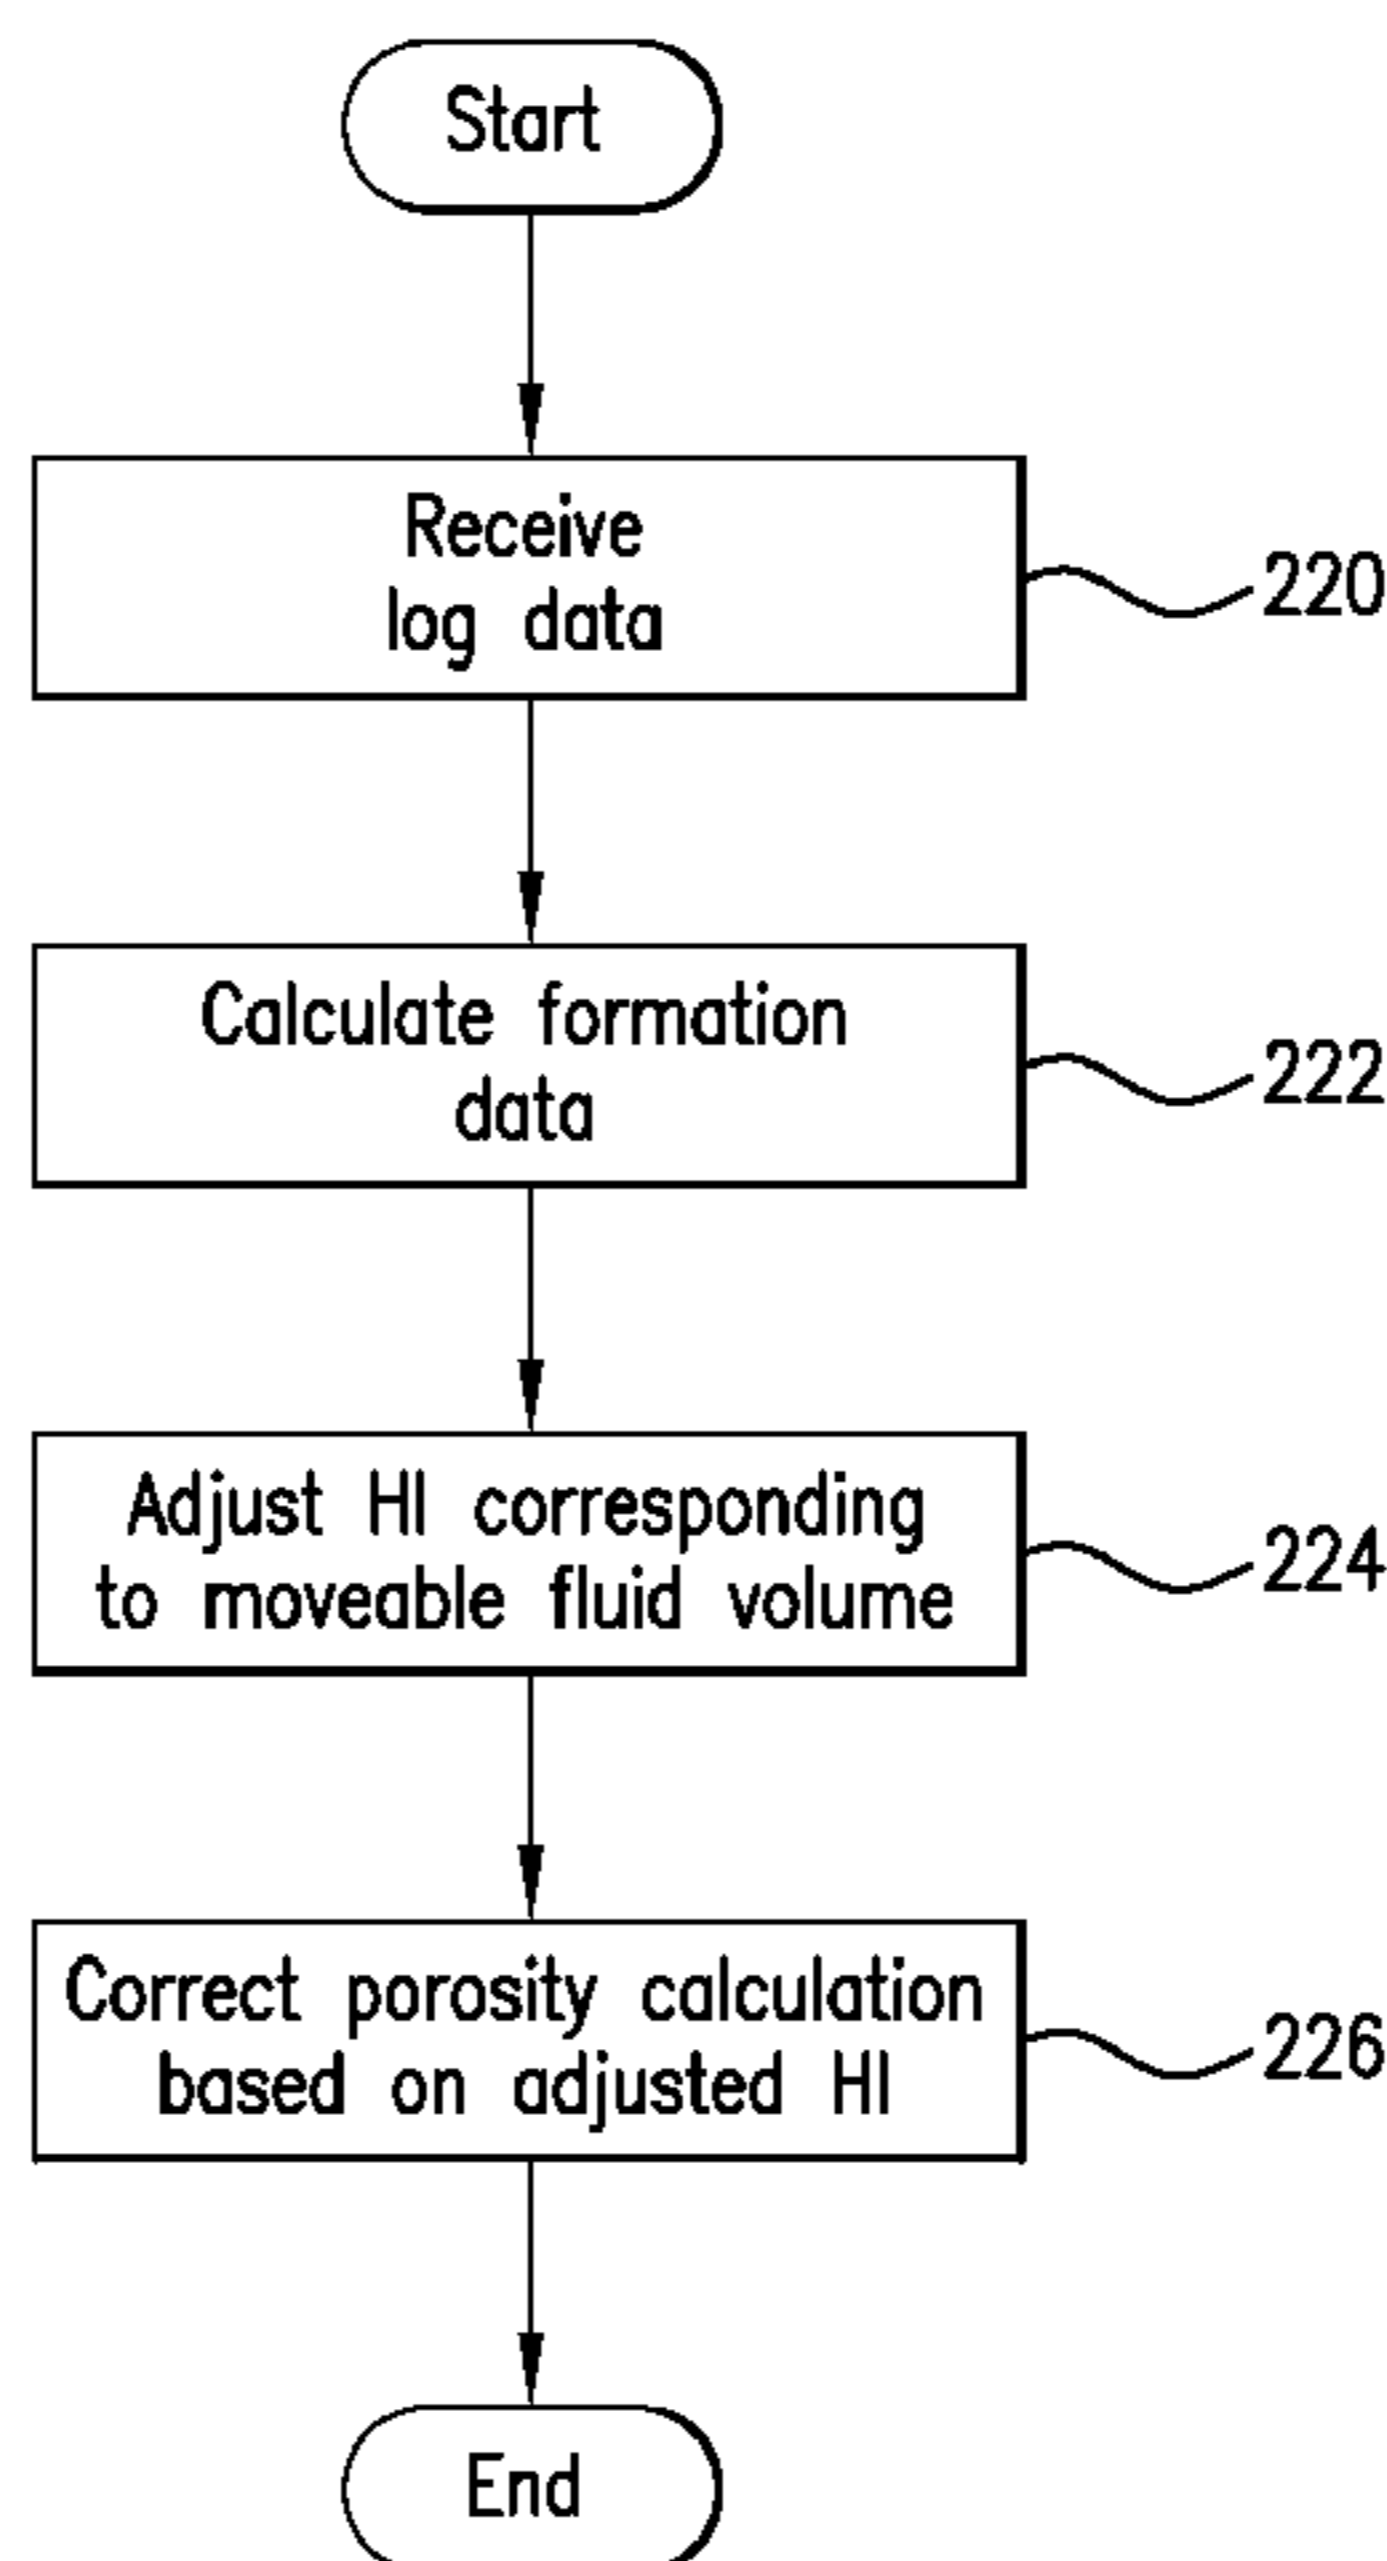 Start
Receive
log data
220
Calculate formation
data
222
Adjust HI corresponding
to moveable fluid volume
224
Correct porosity calculation
based on adjusted HI
226
End